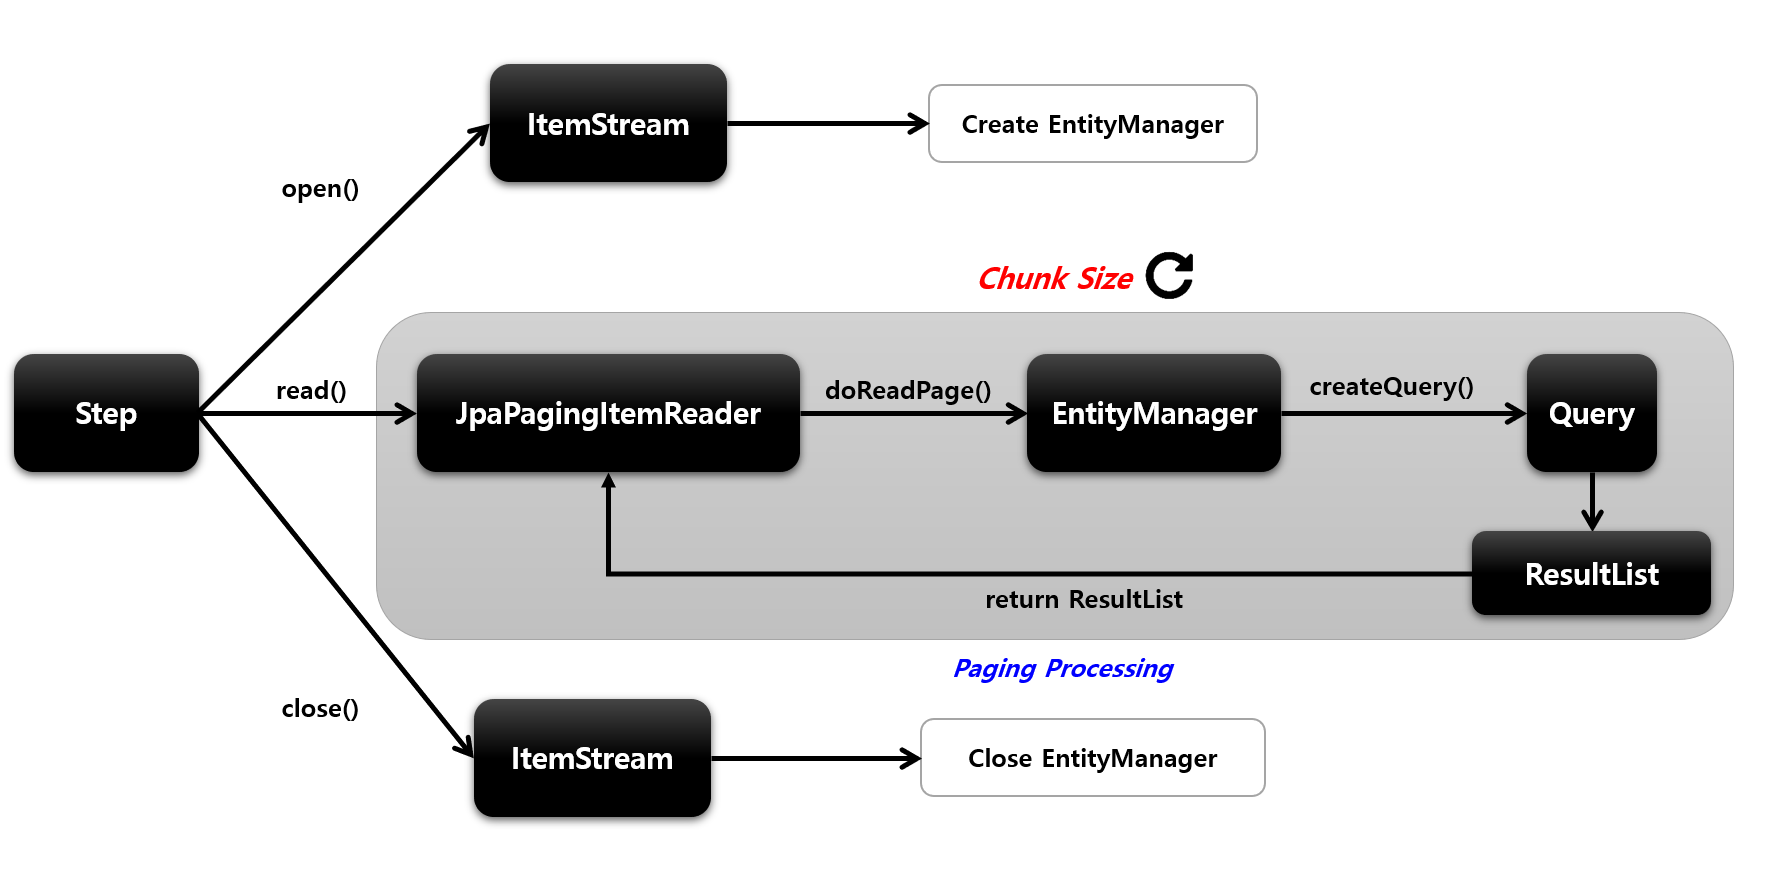 ItemStream
Create EntityManager
open()
Chunk Size
Step
read()
JpaPagingItemReader
doReadPage()
EntityManager
createQuery()
Query
ResultList
return ResultList
Paging Processing
close()
ItemStream
Close EntityManager